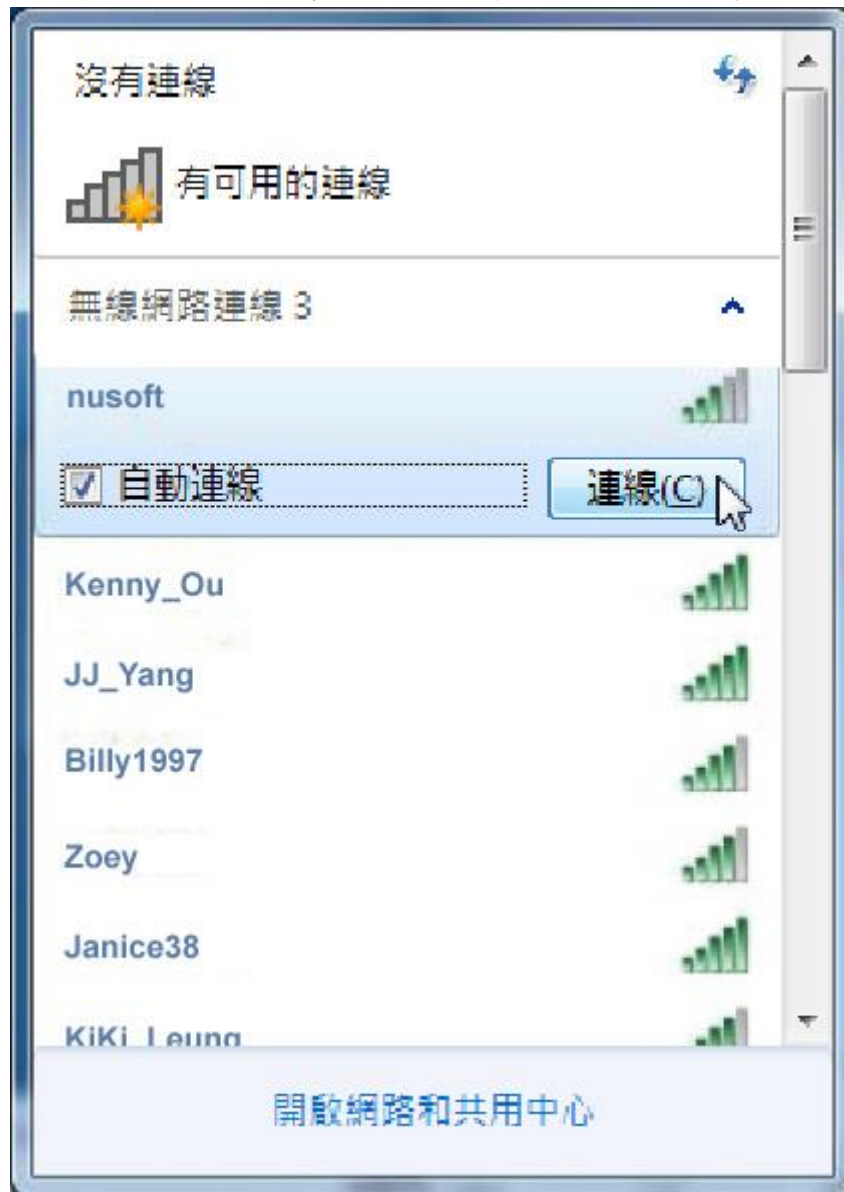 沒有連線
有可用的連線
無線網路連線 3
nusoft
自動連線 連線(C)
Kenny_Ou
JJ_Yang
Billy1997
Zoey
Janice38
KiKi_Leung
開啟網路和共用中心